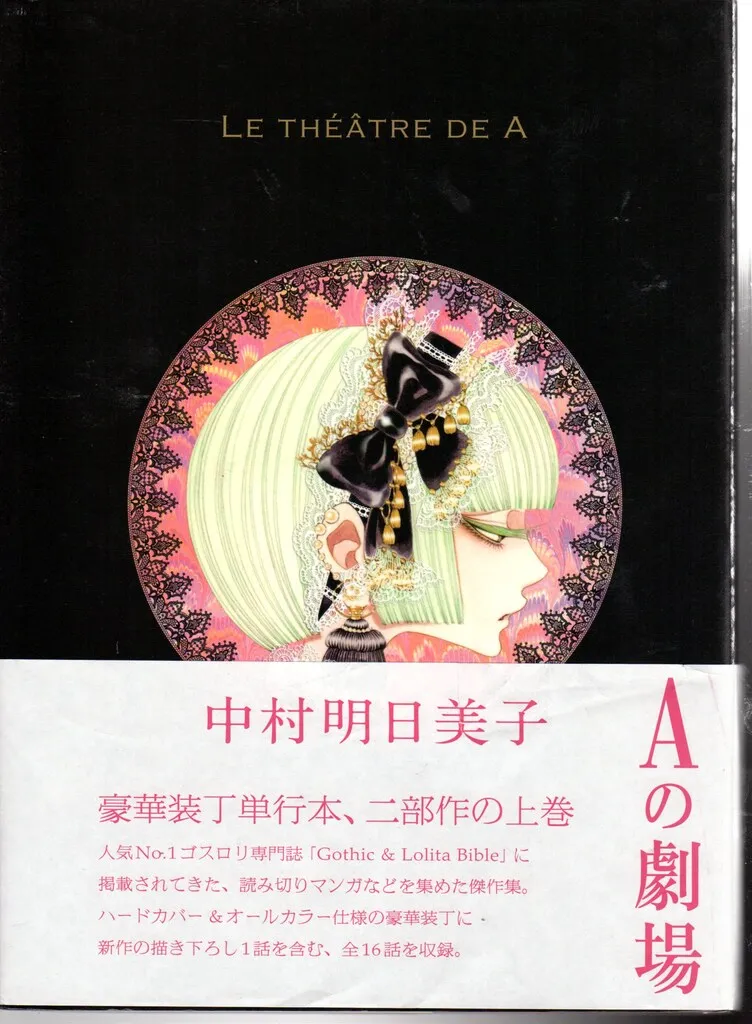 LE THÉÂTRE DE A
中村明日美子
Aの劇場
豪華装丁単行本、二部作の上巻
人気No.1ゴスロリ専門誌「Gothic & Lolita Bible」に
掲載されてきた、読み切りマンガなどを集めた傑作集。
ハードカバー&オールカラー仕様の豪華装丁に
新作の描き下ろし1話を含む、全16話を収録。